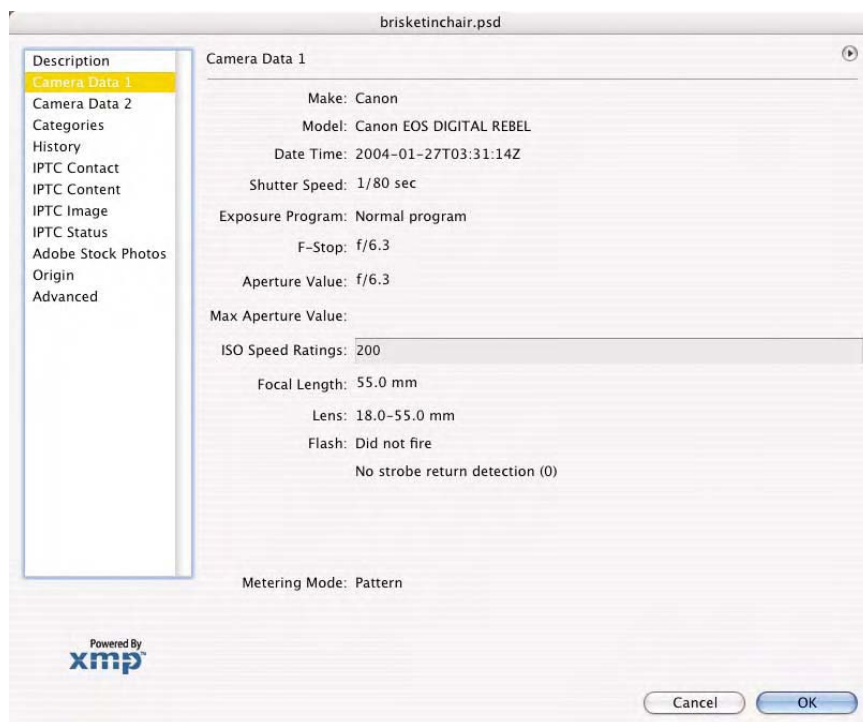 brisketinchair.psd
Description
Camera Data 1
Camera Data 2
Categories
History
IPTC Contact
IPTC Content
IPTC Image
IPTC Status
Adobe Stock Photos
Origin
Advanced
Camera Data 1
Make: Canon
Model: Canon EOS DIGITAL REBEL
Date Time: 2004-01-27T03:31:14Z
Shutter Speed: 1/80 sec
Exposure Program: Normal program
F-Stop: f/6.3
Aperture Value: f/6.3
Max Aperture Value:
ISO Speed Ratings: 200
Focal Length: 55.0 mm
Lens: 18.0-55.0 mm
Flash: Did not fire
No strobe return detection (0)
Metering Mode: Pattern
Powered By
xmp™
Cancel
OK